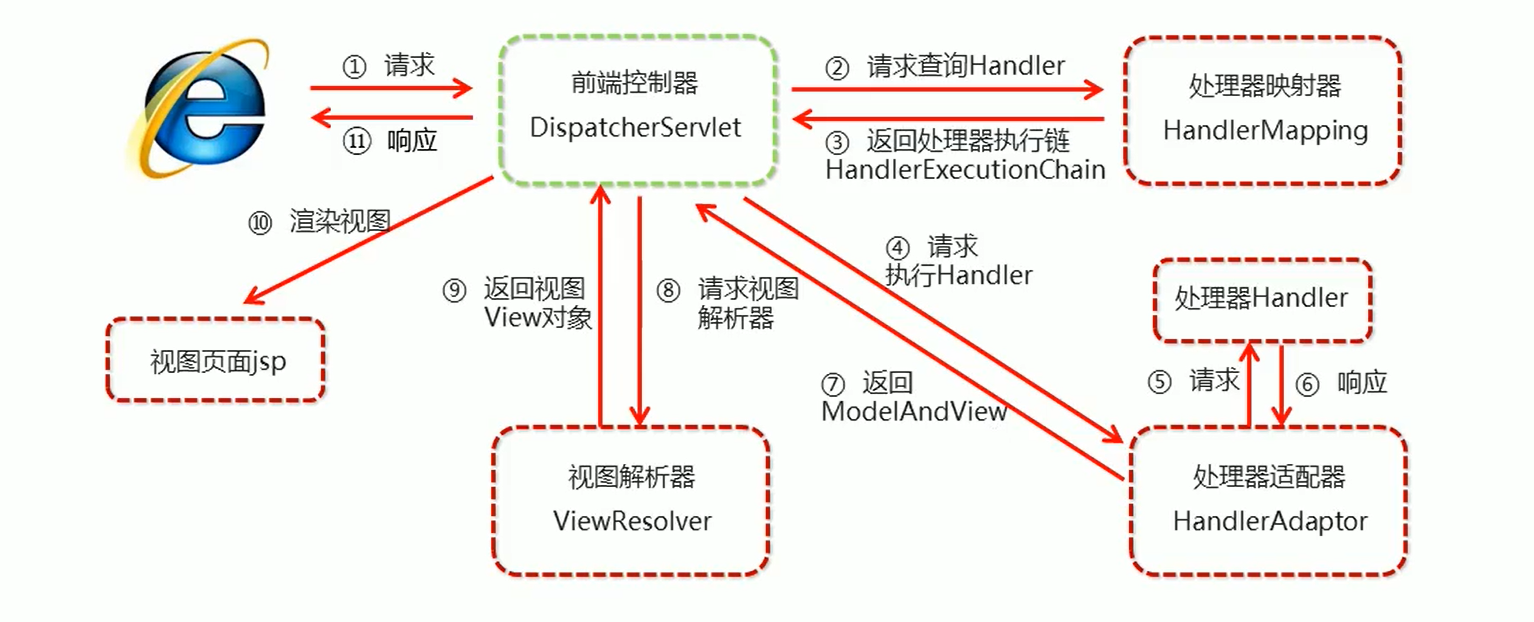 ① 请求
⑪ 响应
前端控制器
DispatcherServlet
② 请求查询Handler
③ 返回处理器执行链
HandlerExecutionChain
处理器映射器
HandlerMapping
④ 请求
执行Handler
处理器Handler
⑤ 请求
⑥ 响应
处理器适配器
HandlerAdaptor
⑦ 返回
ModelAndView
⑧ 请求视图
解析器
视图解析器
ViewResolver
⑨ 返回视图
View对象
⑩ 渲染视图
视图页面jsp